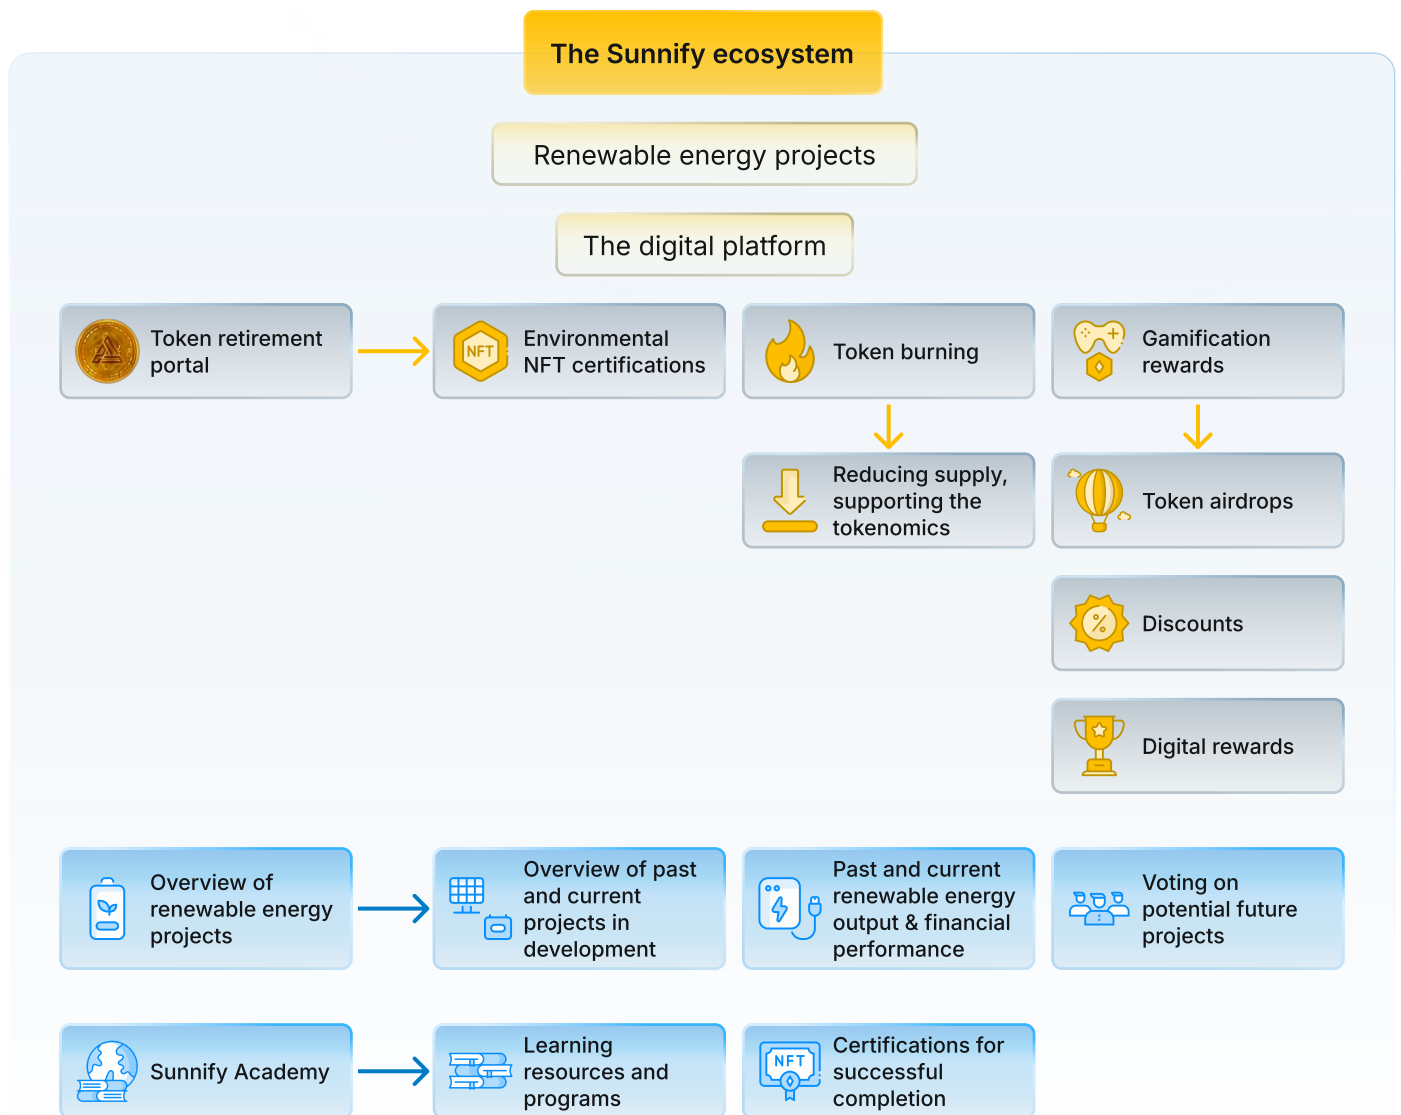 The Sunnify ecosystem
Renewable energy projects
The digital platform
Token retirement
portal
Environmental
NFT certifications
NFT
Token burning
Gamification
rewards
Reducing supply,
supporting the
tokenomics
Token airdrops
Discounts
%
Digital rewards
Overview of
renewable energy
projects
Overview of past
and current
projects in
development
Past and current
renewable energy
output & financial
performance
Voting on
potential future
projects
Sunnify Academy
Learning
resources and
programs
NFT
Certifications for
successful
completion